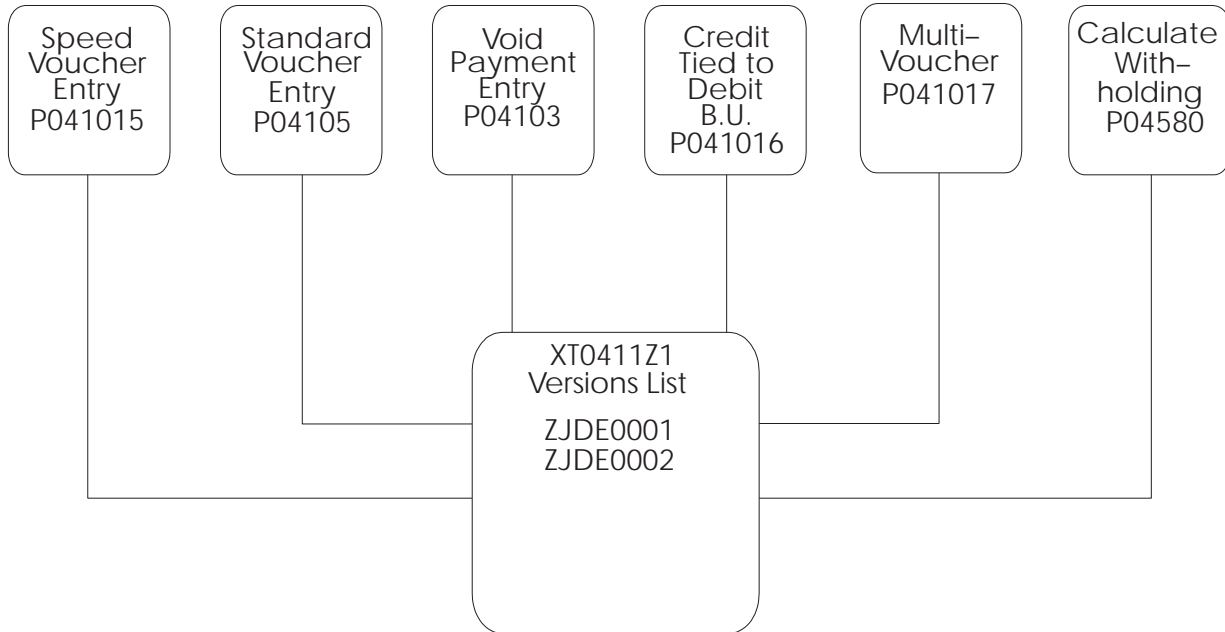 Speed
Voucher
Entry
P041015
Standard
Voucher
Entry
P04105
Void
Payment
Entry
P04103
Credit
Tied to
Debit
B.U.
P041016
Multi–
Voucher
P041017
Calculate
With–
holding
P04580
XT0411Z1
Versions List
ZJDE0001
ZJDE0002